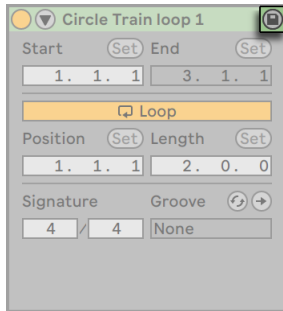 Circle Train loop 1
Start Set End Set
1. 1. 1 3. 1. 1
Loop
Position Set Length Set
1. 1. 1 2. 0. 0
Signature Groove
4 / 4 None